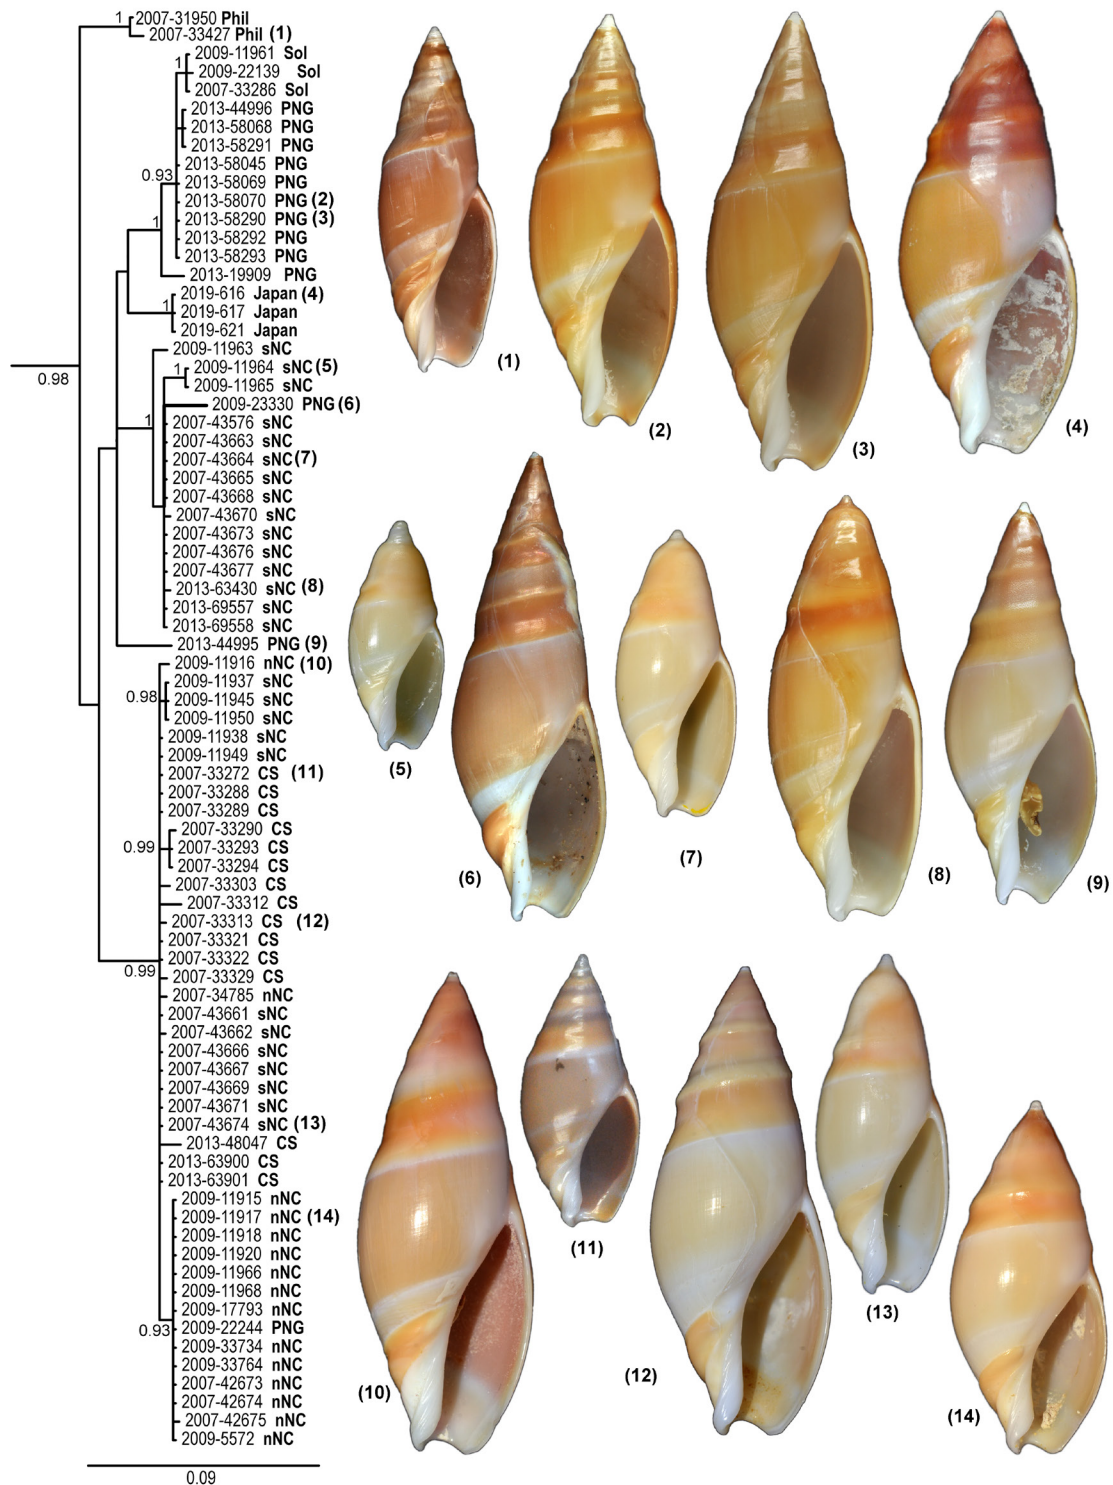 1
2007-31950 Phil
2007-33427 Phil (1)
2009-11961 Sol
1
2009-22139 Sol
2007-33286 Sol
2013-44996 PNG
2013-58068 PNG
2013-58291 PNG
2013-58045 PNG
0.93
2013-58069 PNG
2013-58070 PNG (2)
2013-58290 PNG (3)
1
2013-58292 PNG
2013-58293 PNG
2013-19909 PNG
2019-616 Japan (4)
1
2019-617 Japan
2019-621 Japan
2009-11963 sNC
0.98
1
2009-11964 sNC (5)
2009-11965 sNC
2009-23330 PNG (6)
1
2007-43576 sNC
2007-43663 sNC
2007-43664 sNC (7)
2007-43665 sNC
2007-43668 sNC
2007-43670 sNC
2007-43673 sNC
2007-43676 sNC
2007-43677 sNC
2013-63430 sNC (8)
2013-69557 sNC
2013-69558 sNC
2013-44995 PNG (9)
2009-11916 nNC (10)
0.98
2009-11937 sNC
2009-11945 sNC
2009-11950 sNC
2009-11938 sNC
2009-11949 sNC
2007-33272 CS (11)
2007-33288 CS
2007-33289 CS
2007-33290 CS
0.99
2007-33293 CS
2007-33294 CS
2007-33303 CS
2007-33312 CS
2007-33313 CS (12)
2007-33321 CS
2007-33322 CS
0.99
2007-33329 CS
2007-34785 nNC
2007-43661 sNC
2007-43662 sNC
2007-43666 sNC
2007-43667 sNC
2007-43669 sNC
2007-43671 sNC
2007-43674 sNC (13)
2013-48047 CS
2013-63900 CS
2013-63901 CS
2009-11915 nNC
2009-11917 nNC (14)
2009-11918 nNC
2009-11920 nNC
2009-11966 nNC
2009-11968 nNC
2009-17793 nNC
0.93
2009-22244 PNG
2009-33734 nNC
2009-33764 nNC
2007-42673 nNC
2007-42674 nNC
2007-42675 nNC
2009-5572 nNC
0.09
(1)
(2)
(3)
(4)
(5)
(6)
(7)
(8)
(9)
(10)
(11)
(12)
(13)
(14)